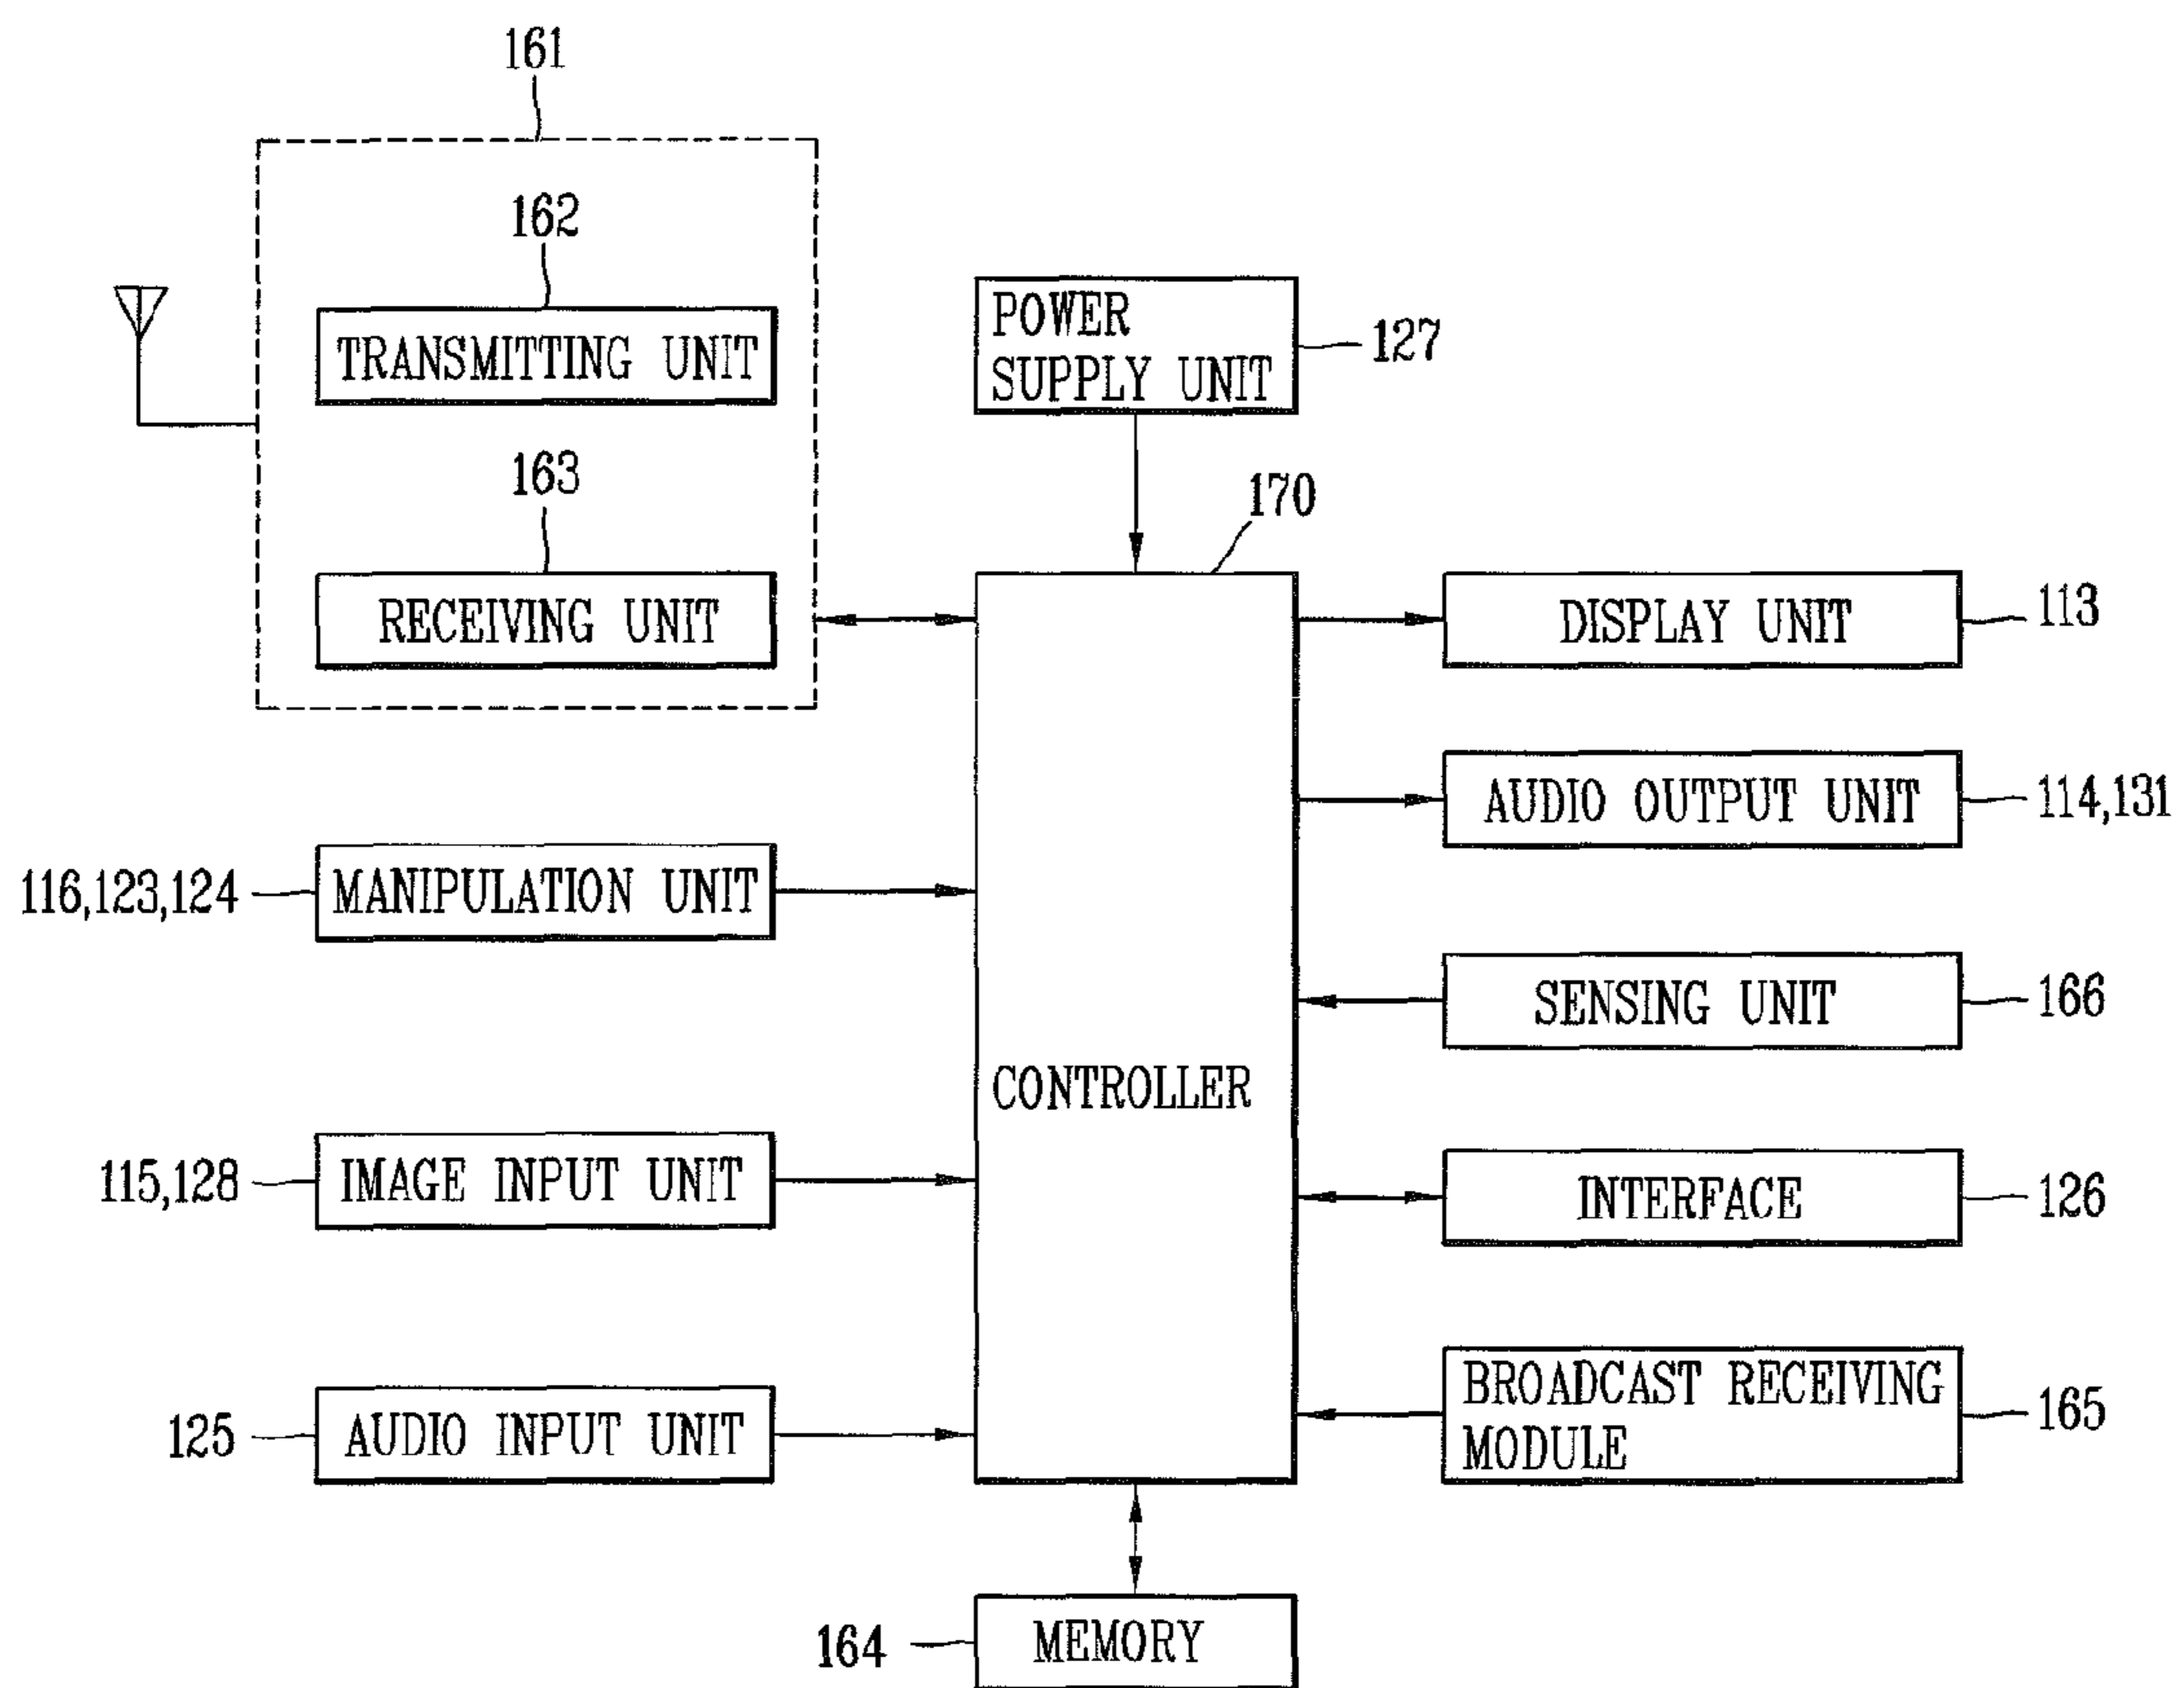 161
162
TRANSMITTING UNIT
163
RECEIVING UNIT
POWER
SUPPLY UNIT
127
170
CONTROLLER
116,123,124
MANIPULATION UNIT
115,128
IMAGE INPUT UNIT
125
AUDIO INPUT UNIT
DISPLAY UNIT
113
AUDIO OUTPUT UNIT
114,131
SENSING UNIT
166
INTERFACE
126
BROADCAST RECEIVING
MODULE
165
164
MEMORY